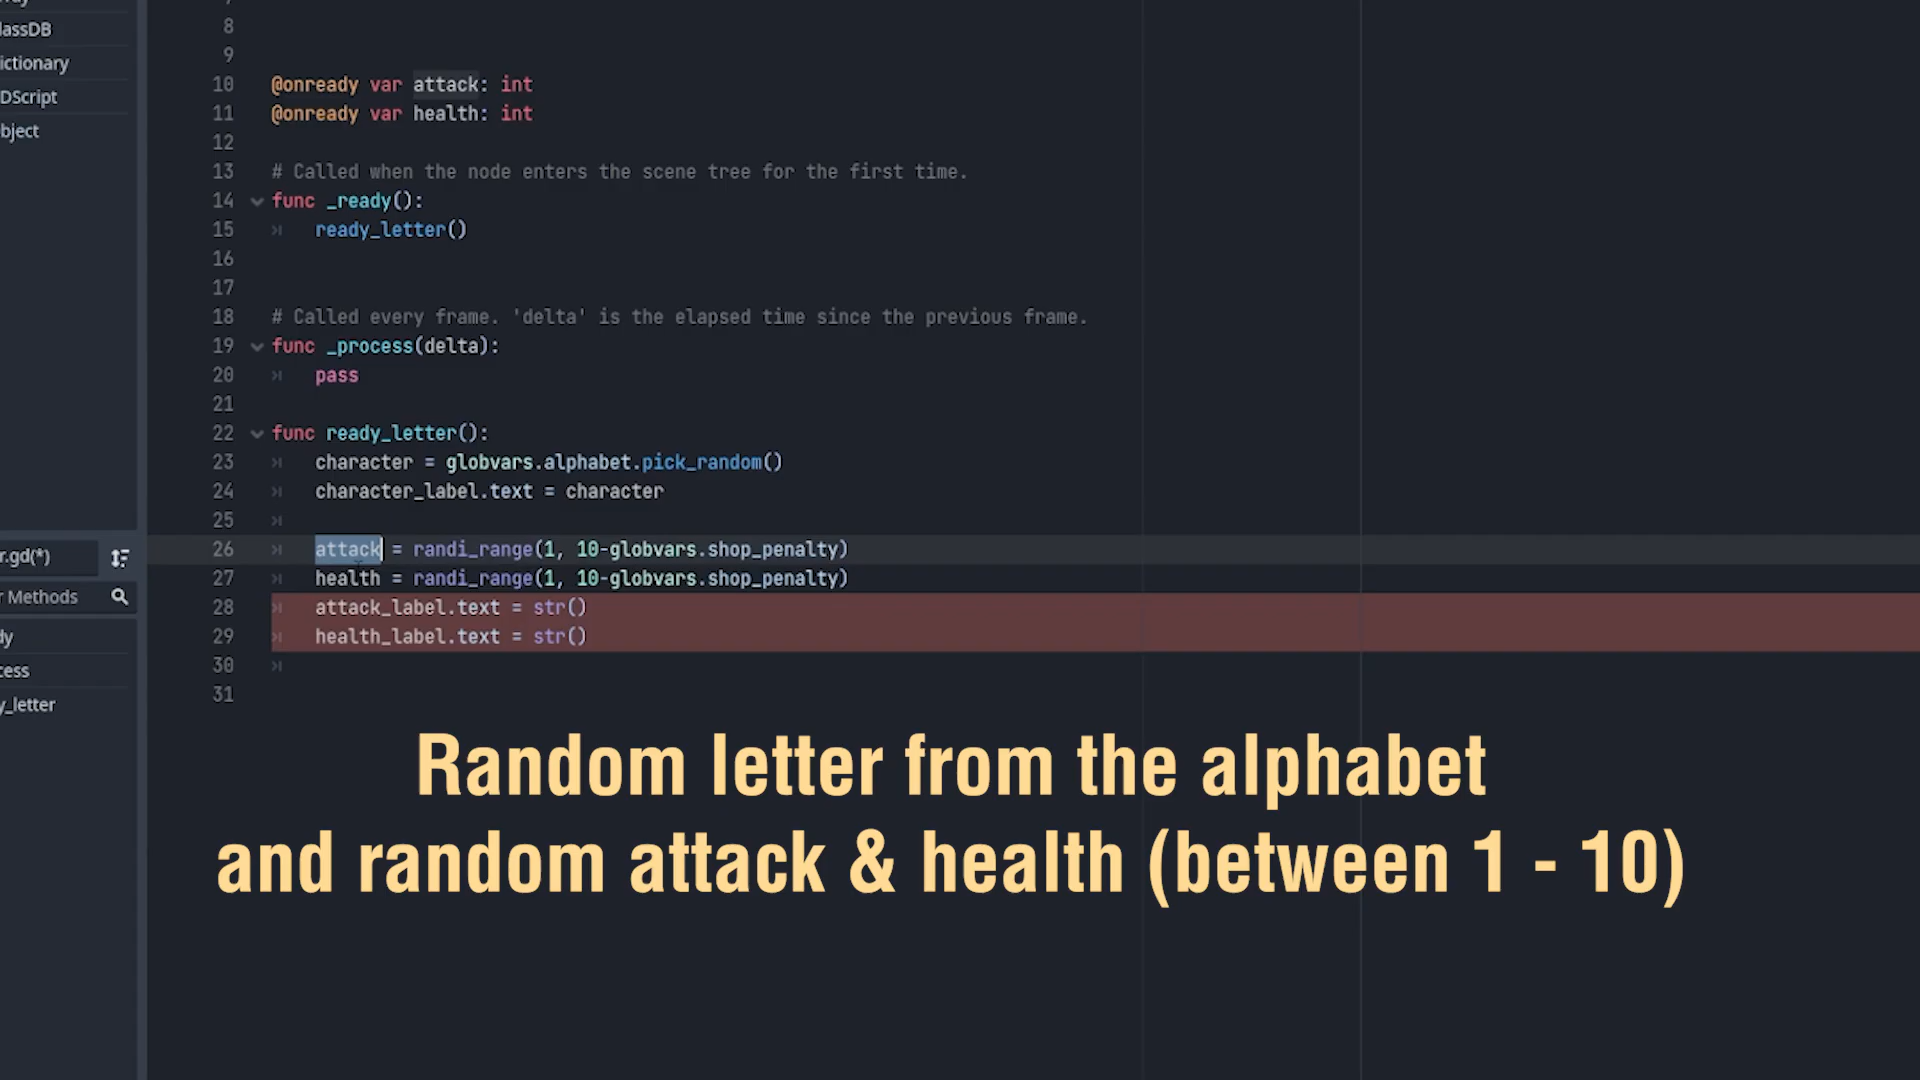 lassDB
ictionary
DScript
bject
r.gd(*)
r Methods
dy
cess
y_letter
8
9
10 @onready var attack: int
11 @onready var health: int
12
13 # Called when the node enters the scene tree for the first time.
14 func _ready():
15 ready_letter()
16
17
18 # Called every frame. 'delta' is the elapsed time since the previous frame.
19 func _process(delta):
20 pass
21
22 func ready_letter():
23 character = globvars.alphabet.pick_random()
24 character_label.text = character
25
26 attack = randi_range(1, 10-globvars.shop_penalty)
27 health = randi_range(1, 10-globvars.shop_penalty)
28 attack_label.text = str()
29 health_label.text = str()
30
31
Random letter from the alphabet
and random attack & health (between 1 - 10)